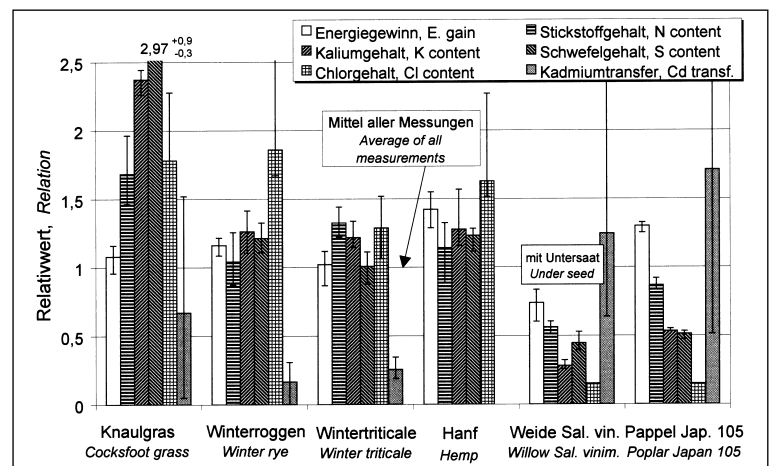 2,97 +0,9
-0,3
Energiegewinn, E. gain
Stickstoffgehalt, N content
Kaliumgehalt, K content
Schwefelgehalt, S content
Chlorgehalt, Cl content
Kadmiumtransfer, Cd transf.
2,5
2
1,5
1
0,5
0
Relativwert, Relation
Mittel aller Messungen
Average of all
measurements
mit Untersaat
Under seed
Knaulgras
Cocksfoot grass
Winterroggen
Winter rye
Wintertriticale
Winter triticale
Hanf
Hemp
Weide Sal. vin.
Willow Sal. vinim.
Pappel Jap. 105
Poplar Japan 105